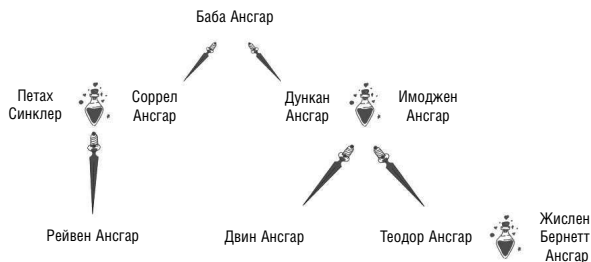 Баба Ансгар
Петах
Синклер
Соррел
Ансгар
Дункан
Ансгар
Имоджен
Ансгар
Рейвен Ансгар
Двин Ансгар
Теодор Ансгар
Жислен
Бернетт
Ансгар